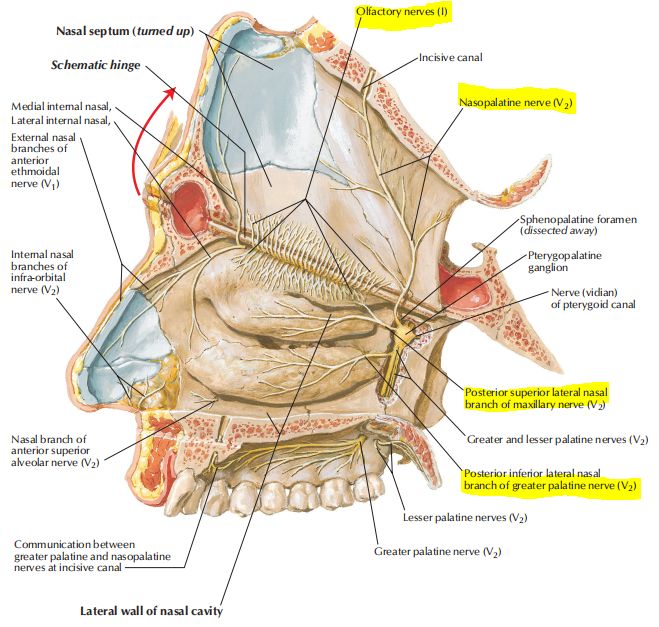 Olfactory nerves (I)
Nasal septum (turned up)
Incisive canal
Schematic hinge
Nasopalatine nerve (V2)
Medial internal nasal,
Lateral internal nasal,
External nasal
branches of
anterior
ethmoidal
nerve (V1)
Sphenopalatine foramen
(dissected away)
Pterygopalatine
ganglion
Internal nasal
branches of
infra-orbital
nerve (V2)
Nerve (vidian)
of pterygoid canal
Posterior superior lateral nasal
branch of maxillary nerve (V2)
Nasal branch of
anterior superior
alveolar nerve (V2)
Greater and lesser palatine nerves (V2)
Posterior inferior lateral nasal
branch of greater palatine nerve (V2)
Lesser palatine nerves (V2)
Communication between
greater palatine and nasopalatine
nerves at incisive canal
Greater palatine nerve (V2)
Lateral wall of nasal cavity